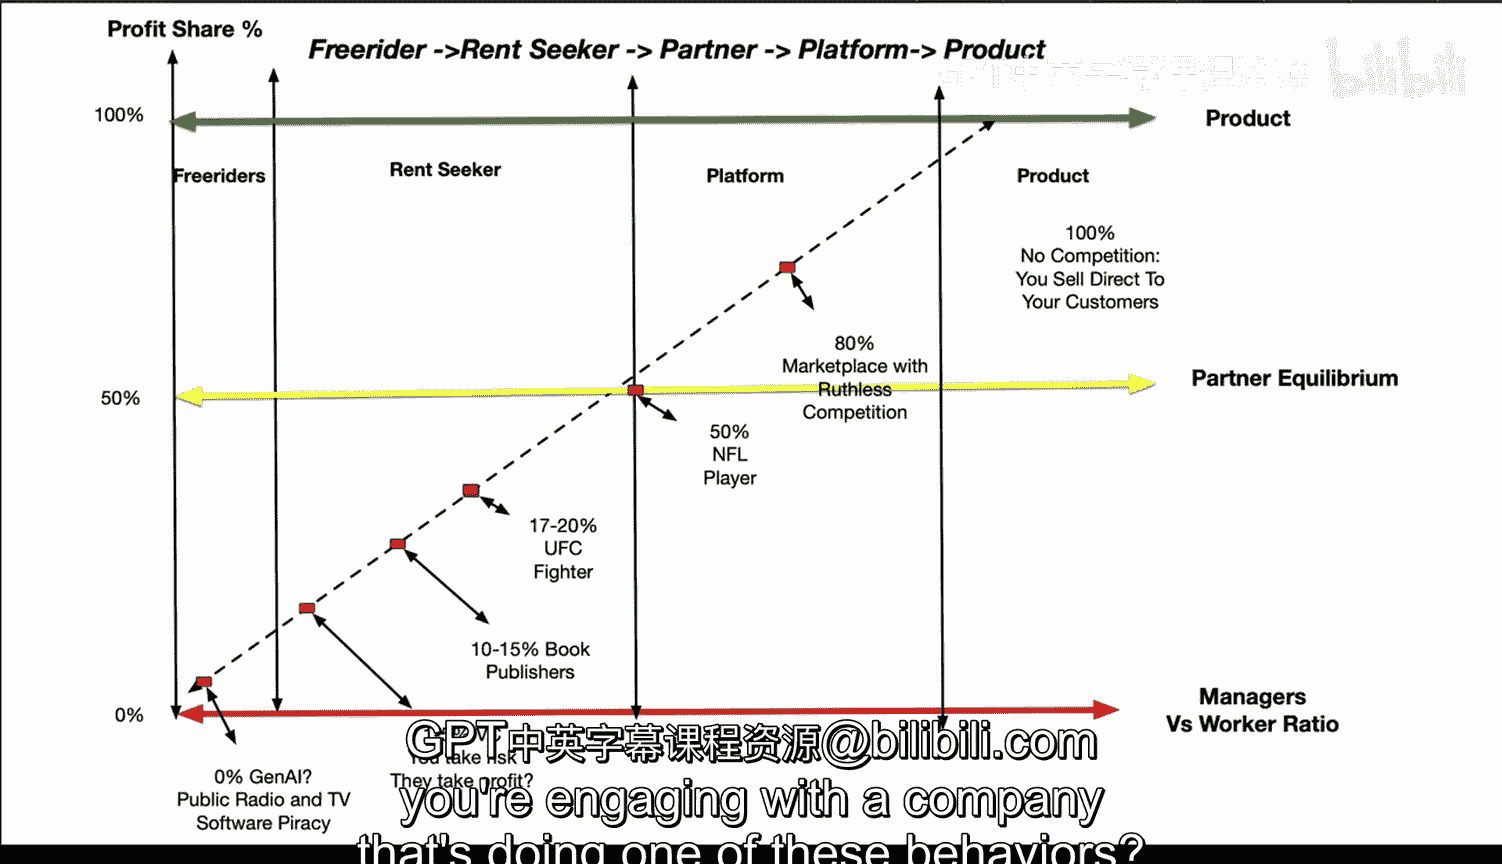 Profit Share %
Freerider ->Rent Seeker -> Partner -> Platform-> Product
bilibili
100%
Product
Freeriders
Rent Seeker
Platform
Product
100%
No Competition:
You Sell Direct To
Your Customers
80%
Marketplace with
Ruthless
Competition
50%
Partner Equilibrium
50%
NFL
Player
17-20%
UFC
Fighter
10-15% Book
Publishers
0%
Managers
Vs Worker Ratio
You take risk
They take profit?
0% GenAI?
Public Radio and TV
Software Piracy
GPT中英字幕课程资源@bilibili.com
you're engaging with a company
that's doing one of these behaviors?